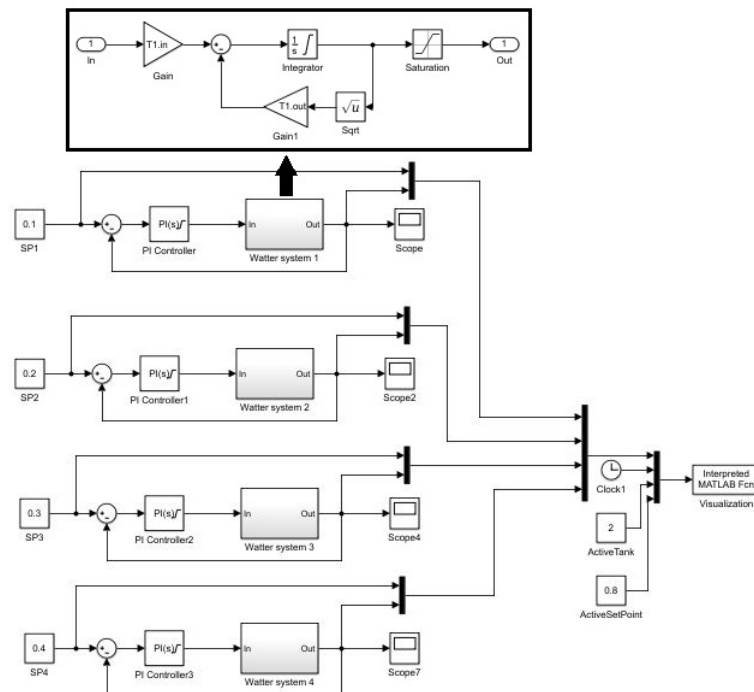 1
In
T1.in
Gain
+
-
1
s
Integrator
Saturation
1
Out
T1.out
Gain1
√u
Sqrt
0.1
SP1
+
-
PI(s)
PI Controller
In
Out
Watter system 1
Scope
0.2
SP2
+
-
PI(s)
PI Controller1
In
Out
Watter system 2
Scope2
0.3
SP3
+
-
PI(s)
PI Controller2
In
Out
Watter system 3
Scope4
0.4
SP4
+
-
PI(s)
PI Controller3
In
Out
Watter system 4
Scope7
Clock1
2
ActiveTank
0.8
ActiveSetPoint
Interpreted
MATLAB Fcn
Visualization